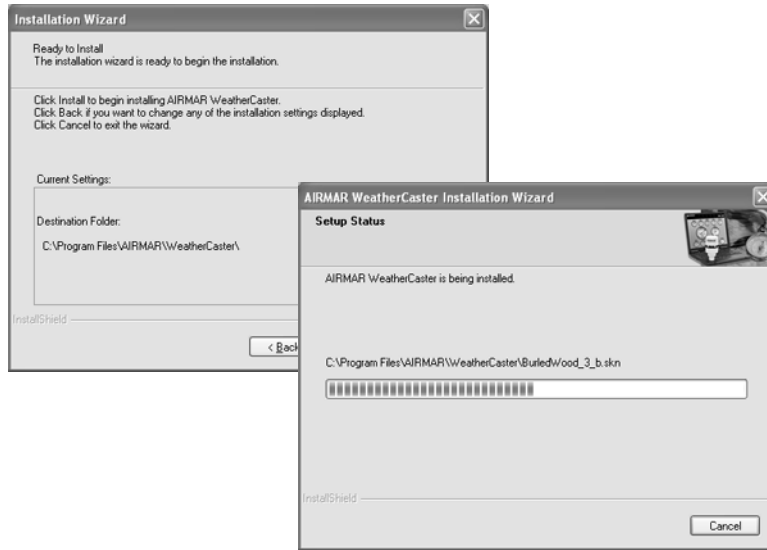 Installation Wizard
Ready to Install
The installation wizard is ready to begin the installation.
Click Install to begin installing AIRMAR WeatherCaster.
Click Back if you want to change any of the installation settings displayed.
Click Cancel to exit the wizard.
Current Settings:
Destination Folder:
C:\Program Files\AIRMAR\WeatherCaster\
InstallShield
< Back
AIRMAR WeatherCaster Installation Wizard
Setup Status
AIRMAR WeatherCaster is being installed.
C:\Program Files\AIRMAR\WeatherCaster\BurledWood_3_b.skn
InstallShield
Cancel